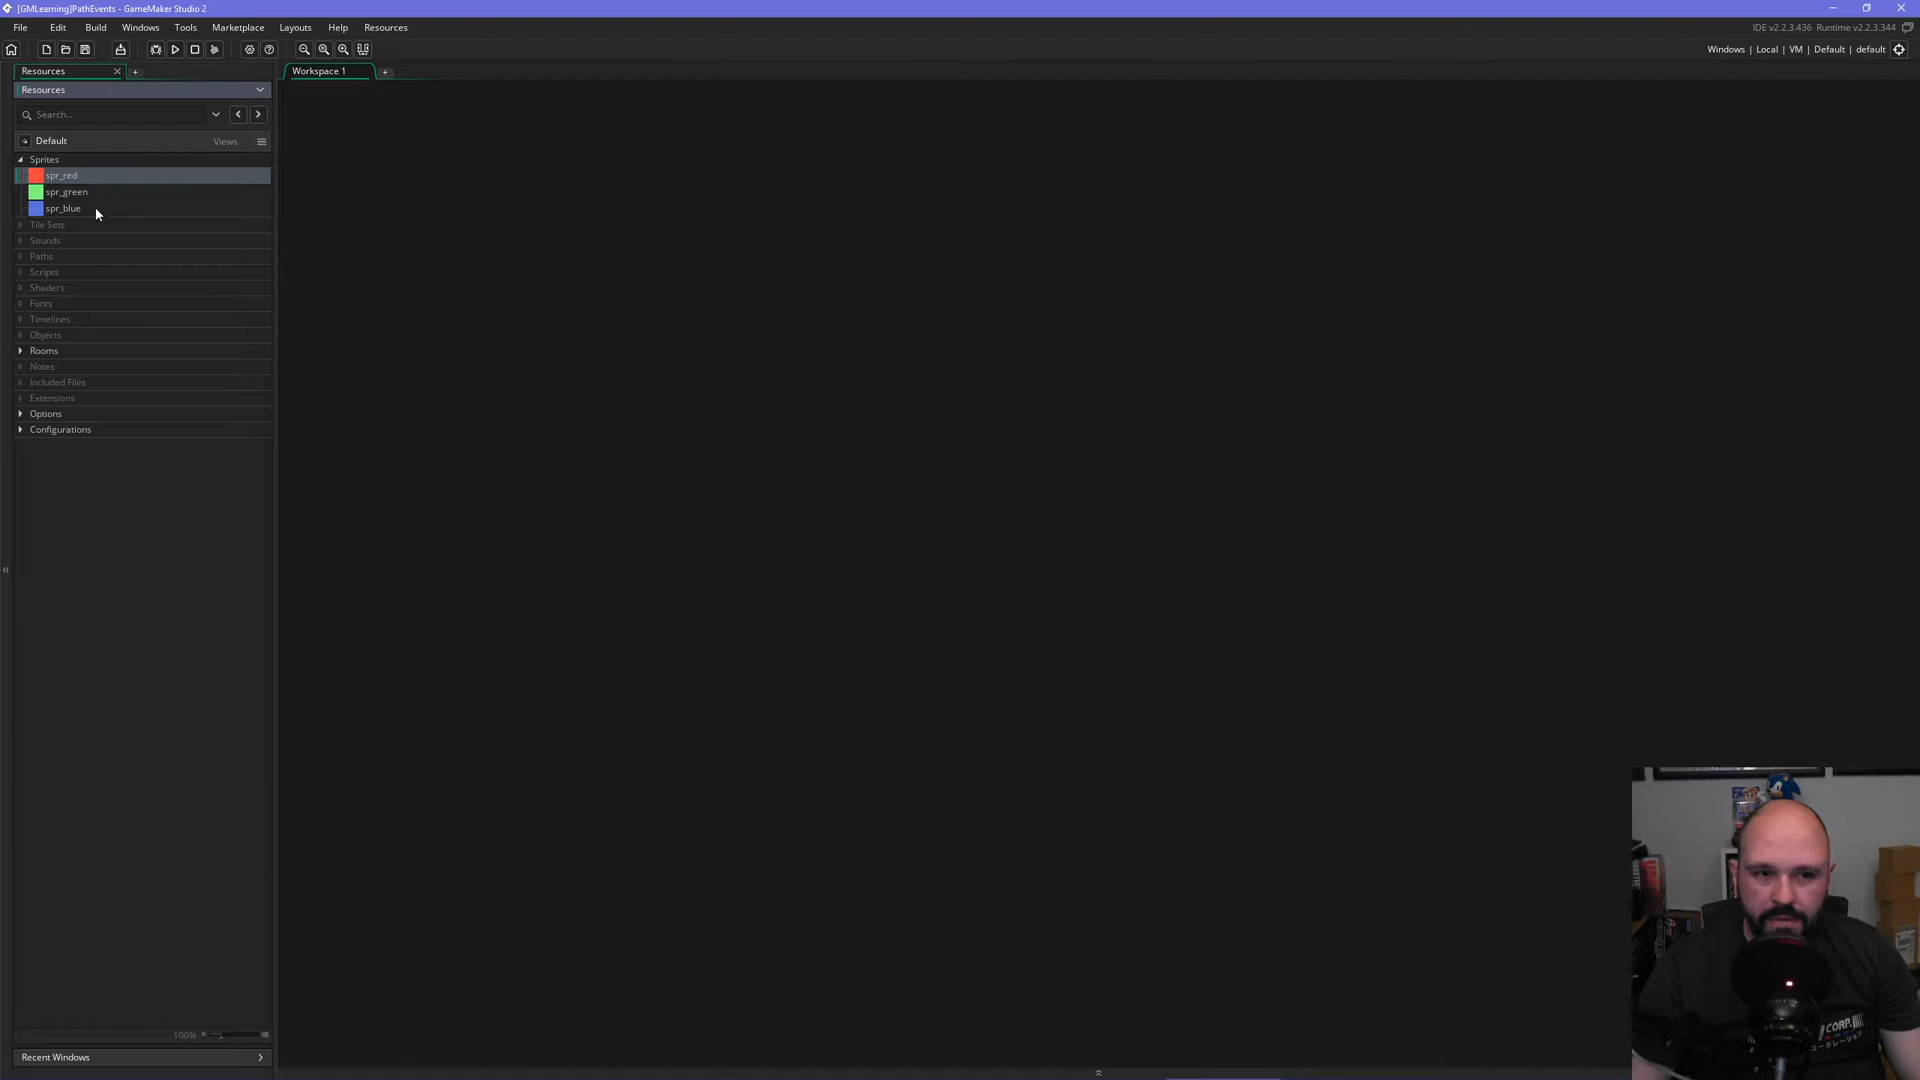 [GMLearning]PathEvents - GameMaker Studio 2
File Edit Build Windows Tools Marketplace Layouts Help Resources
IDE v2.2.3.436 Runtime v2.2.3.344
Windows | Local | VM | Default | default
Resources
Workspace 1
Resources
Search...
Default Views
Sprites
spr_red
spr_green
spr_blue
Tile Sets
Sounds
Paths
Scripts
Shaders
Fonts
Timelines
Objects
Rooms
Notes
Included Files
Extensions
Options
Configurations
100%
Recent Windows
CORP.